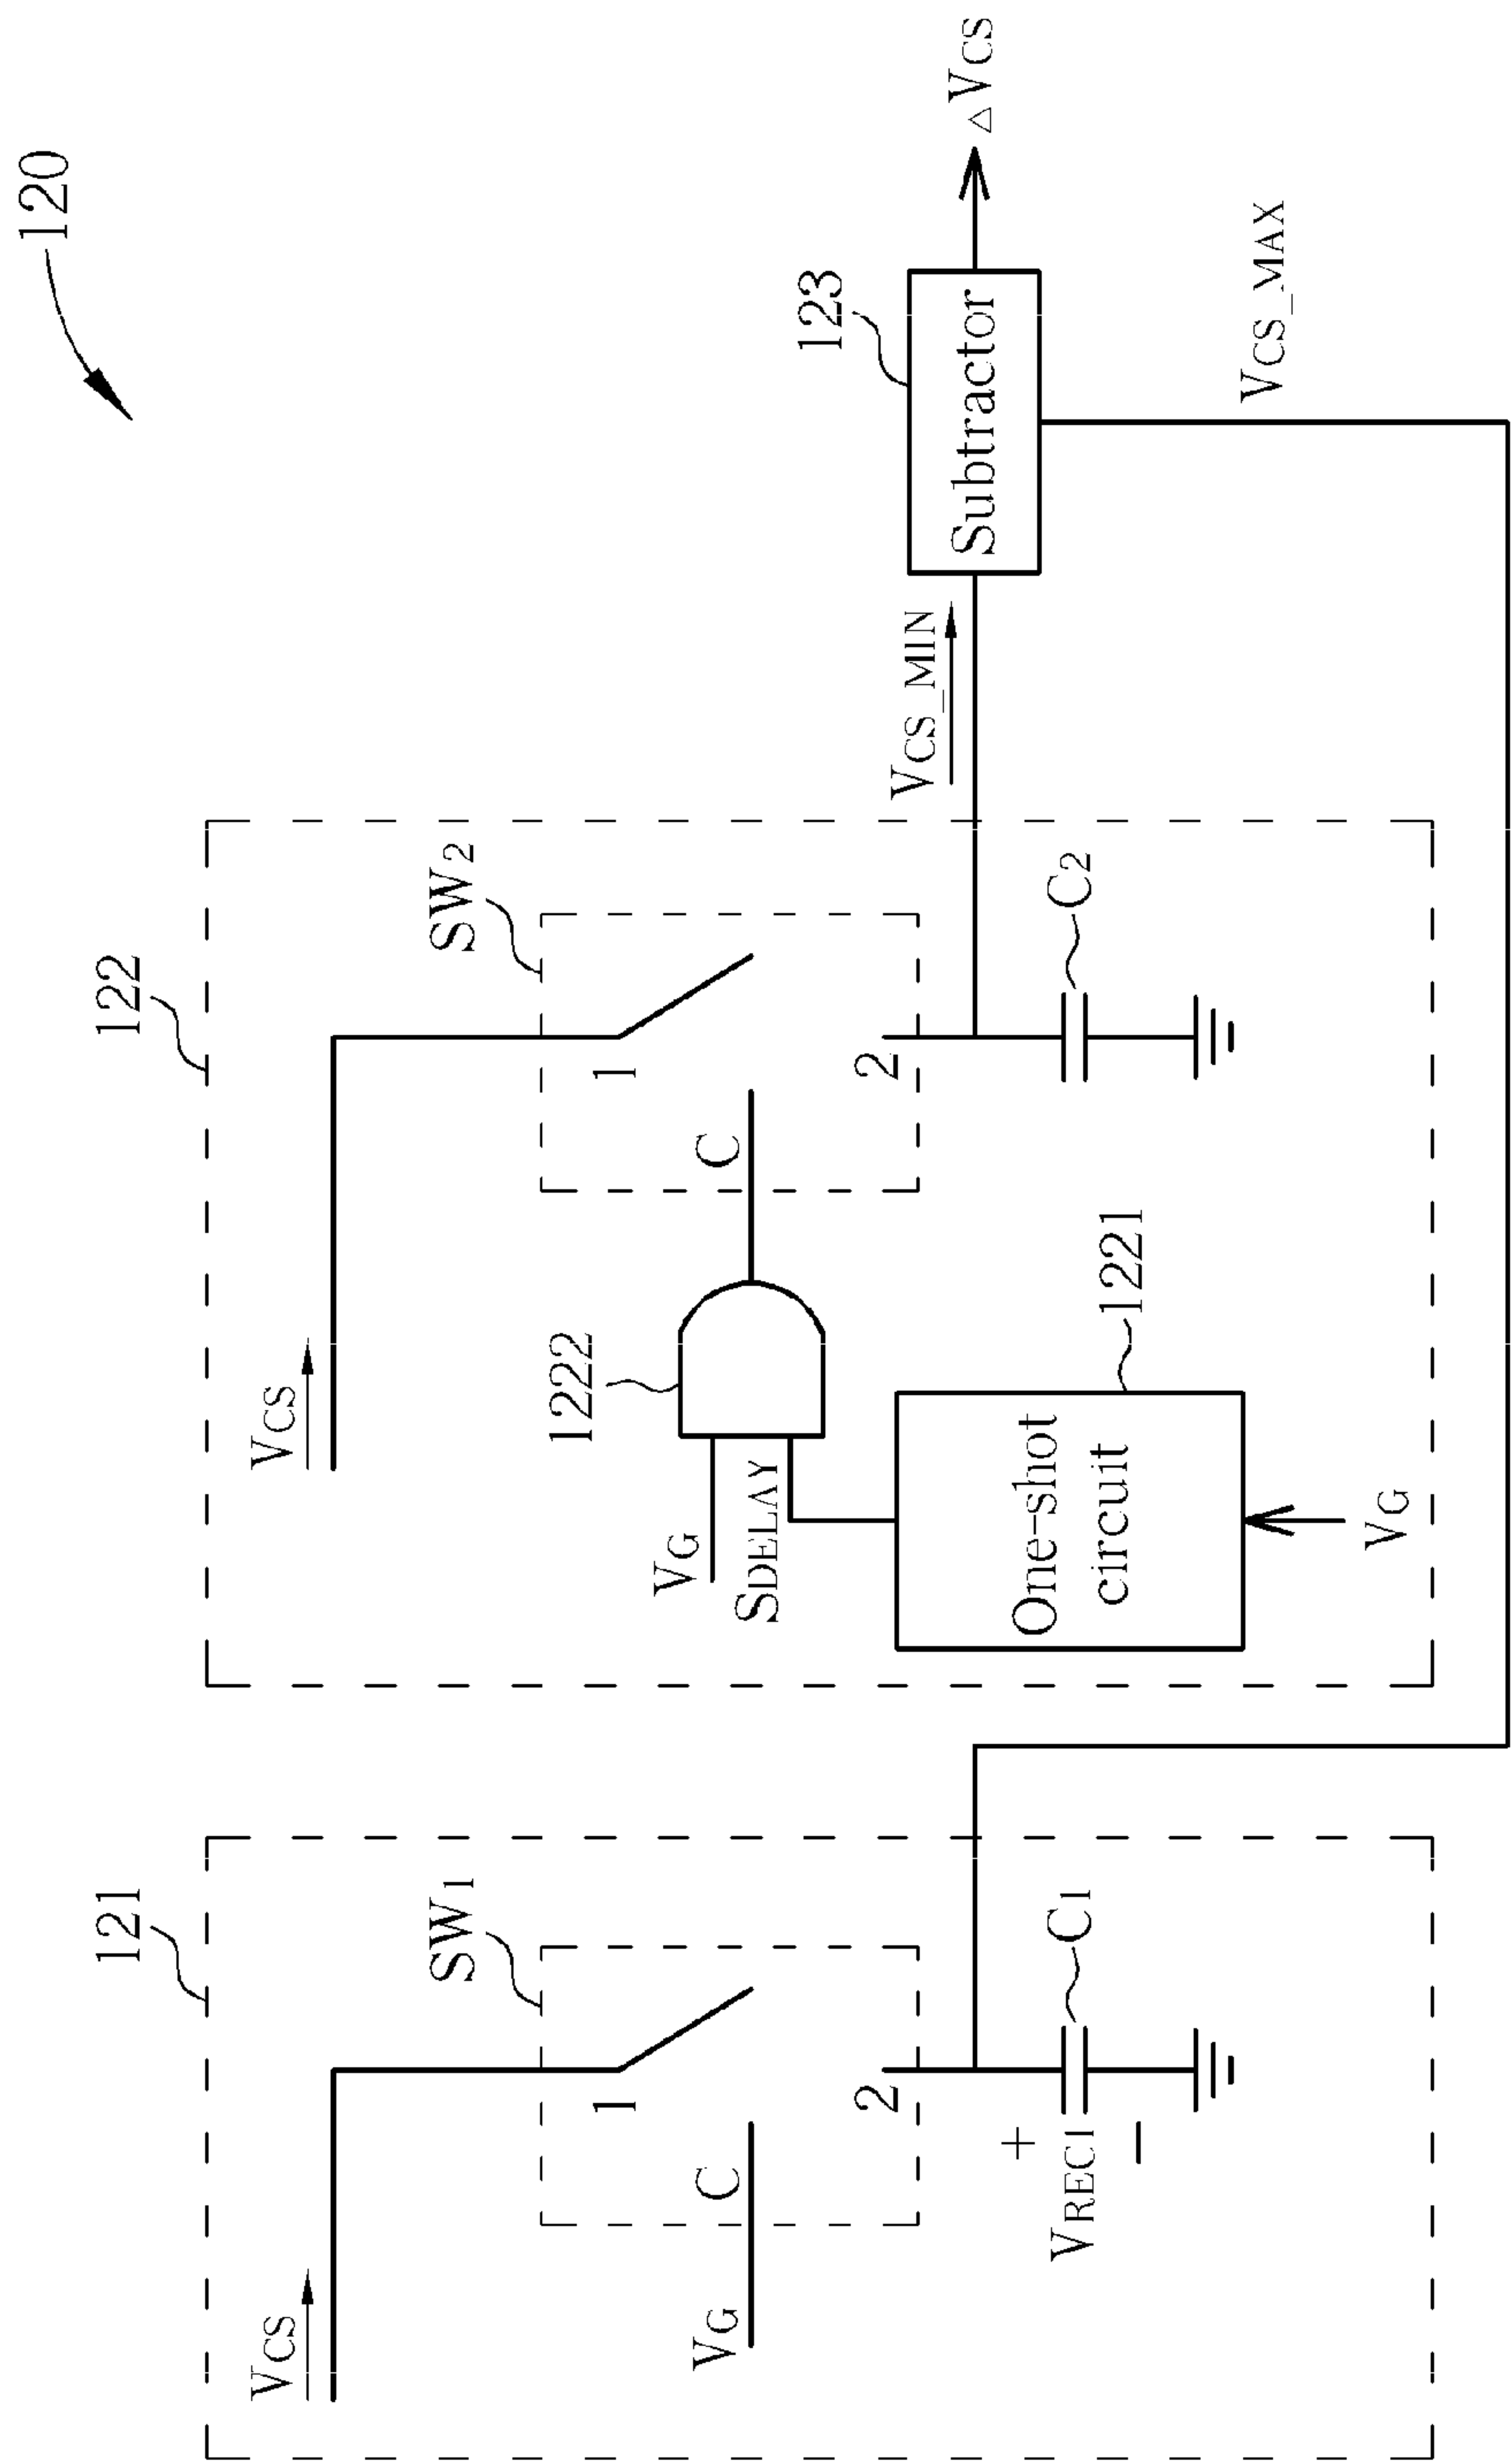 120
121
VCS
SW1
1
C
VG
2
+
VREC1
−
C1
122
VCS
SW2
1
C
1222
VG
SDELAY
2
C2
One-shot
circuit
1221
VG
VCS_MIN
123
Subtractor
△VCS
VCS_MAX